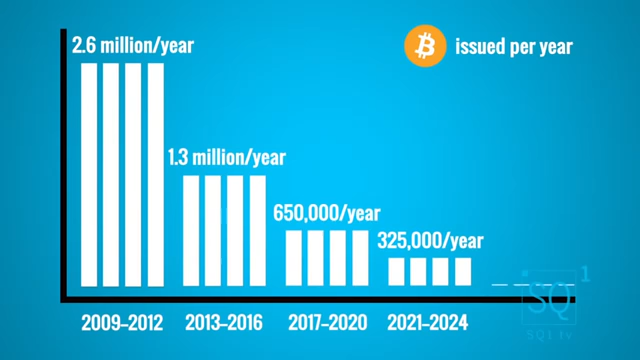 2.6 million/year
issued per year
1.3 million/year
650,000/year
325,000/year
SQ1
SQ1.tv
2009–2012
2013–2016
2017–2020
2021–2024